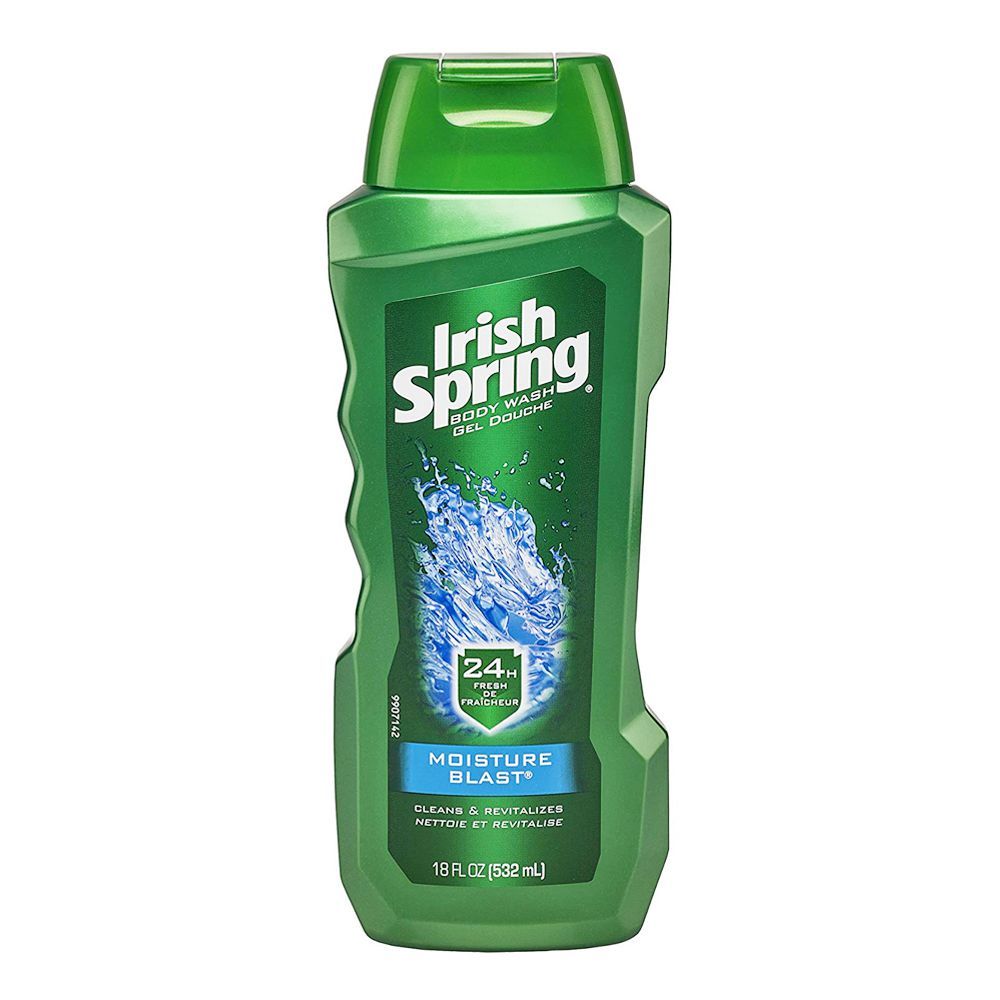 Irish
Spring®
BODY WASH
GEL DOUCHE
24H
FRESH
DE
FRAÎCHEUR
9907142
MOISTURE
BLAST®
CLEANS & REVITALIZES
NETTOIE ET REVITALISE
18 FL OZ (532 mL)